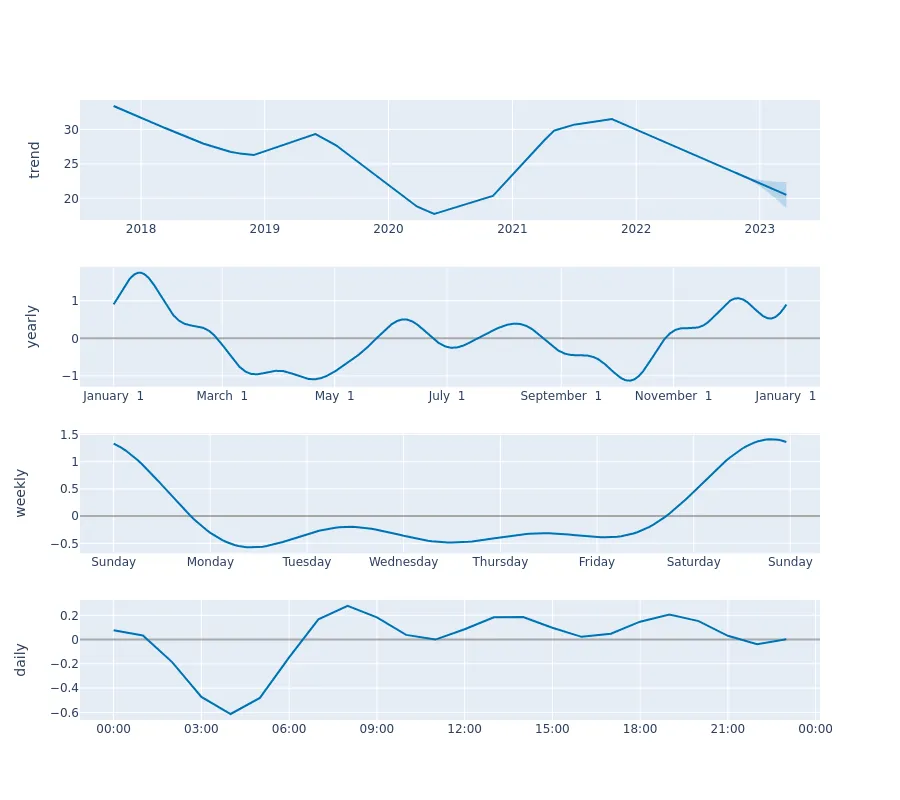 trend
30
25
20
2018 2019 2020 2021 2022 2023
yearly
1
0
−1
January 1 March 1 May 1 July 1 September 1 November 1 January 1
weekly
1.5
1
0.5
0
−0.5
Sunday Monday Tuesday Wednesday Thursday Friday Saturday Sunday
daily
0.2
0
−0.2
−0.4
−0.6
00:00 03:00 06:00 09:00 12:00 15:00 18:00 21:00 00:00